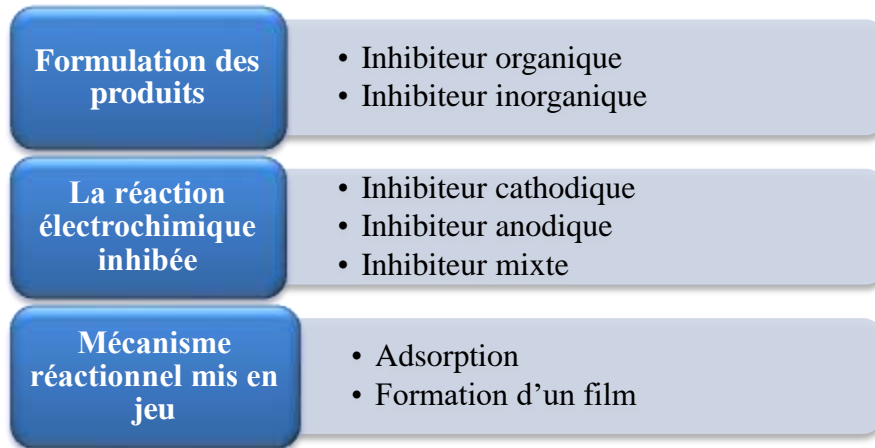 Formulation des
produits
• Inhibiteur organique
• Inhibiteur inorganique
La réaction
électrochimique
inhibée
• Inhibiteur cathodique
• Inhibiteur anodique
• Inhibiteur mixte
Mécanisme
réactionnel mis en
jeu
• Adsorption
• Formation d’un film